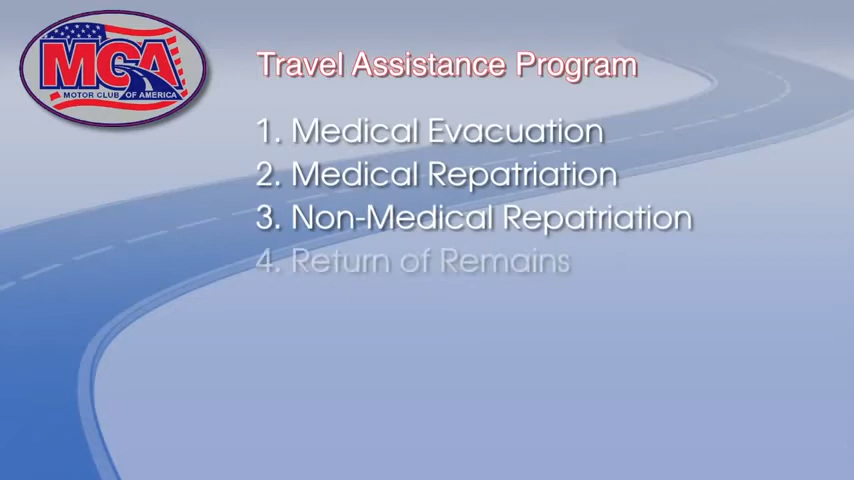 MCA
MOTOR CLUB OF AMERICA
Travel Assistance Program
1. Medical Evacuation
2. Medical Repatriation
3. Non-Medical Repatriation
4. Return of Remains